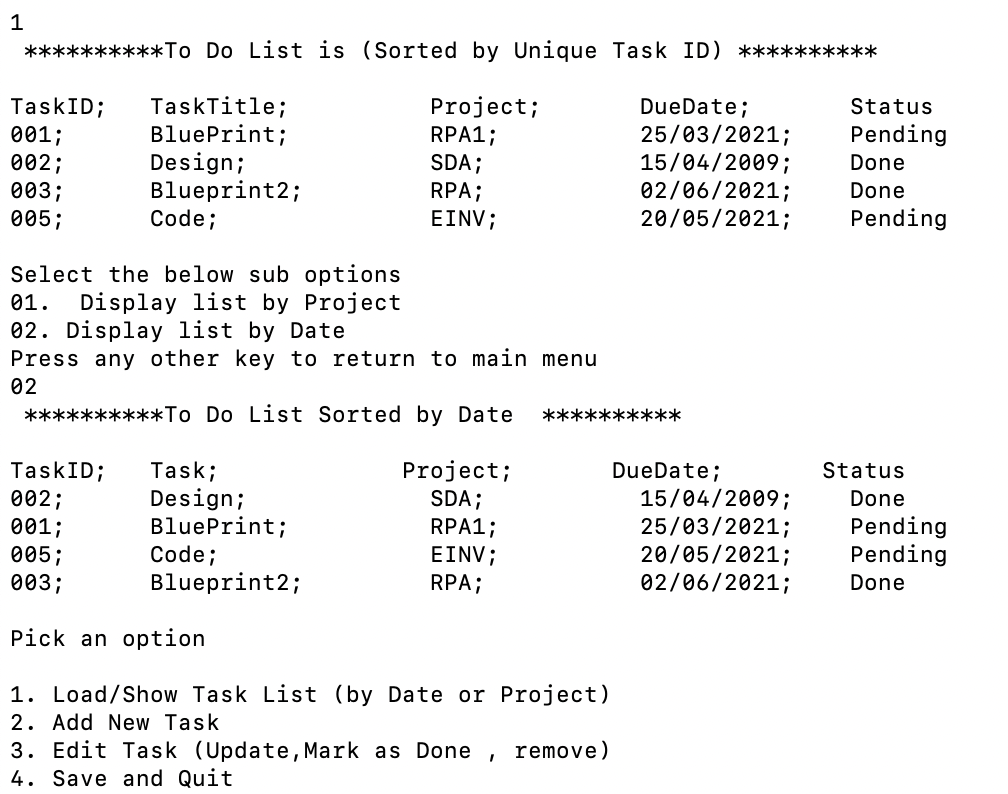 1
**********To Do List is (Sorted by Unique Task ID) **********
TaskID;   TaskTitle;          Project;       DueDate;       Status
001;      BluePrint;          RPA1;          25/03/2021;    Pending
002;      Design;             SDA;           15/04/2009;    Done
003;      Blueprint2;         RPA;           02/06/2021;    Done
005;      Code;               EINV;          20/05/2021;    Pending
Select the below sub options
01.  Display list by Project
02. Display list by Date
Press any other key to return to main menu
02
**********To Do List Sorted by Date  **********
TaskID;   Task;             Project;       DueDate;       Status
002;      Design;             SDA;           15/04/2009;    Done
001;      BluePrint;          RPA1;          25/03/2021;    Pending
005;      Code;               EINV;          20/05/2021;    Pending
003;      Blueprint2;         RPA;           02/06/2021;    Done
Pick an option
1. Load/Show Task List (by Date or Project)
2. Add New Task
3. Edit Task (Update,Mark as Done , remove)
4. Save and Quit